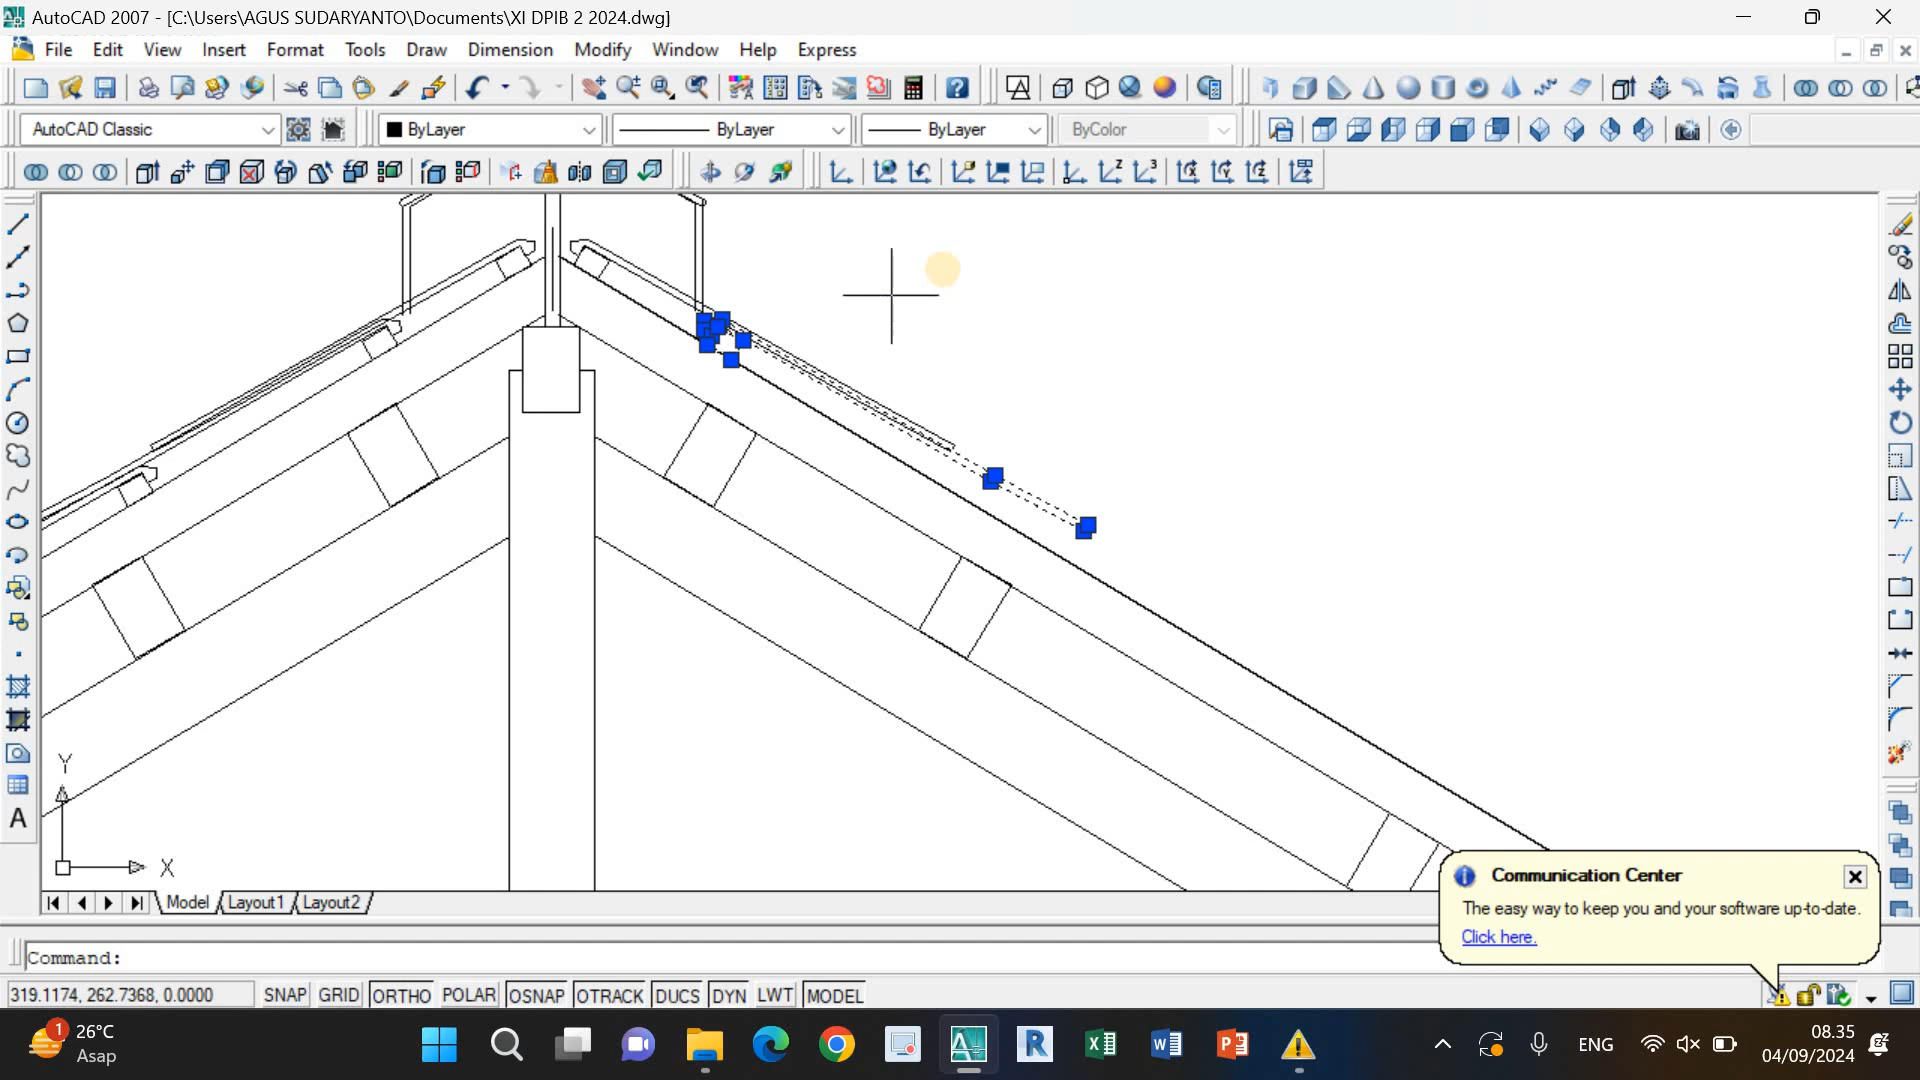 AutoCAD 2007 - [C:\Users\AGUS SUDARYANTO\Documents\XI DPIB 2 2024.dwg]
File Edit View Insert Format Tools Draw Dimension Modify Window Help Express
AutoCAD Classic ByLayer ByLayer ByLayer ByColor
Y
X
A
Model Layout1 Layout2
Communication Center
The easy way to keep you and your software up-to-date.
Click here.
Command:
319.1174, 262.7368, 0.0000 SNAP GRID ORTHO POLAR OSNAP OTRACK DUCS DYN LWT MODEL
1
26°C
Asap
ENG
08.35
04/09/2024